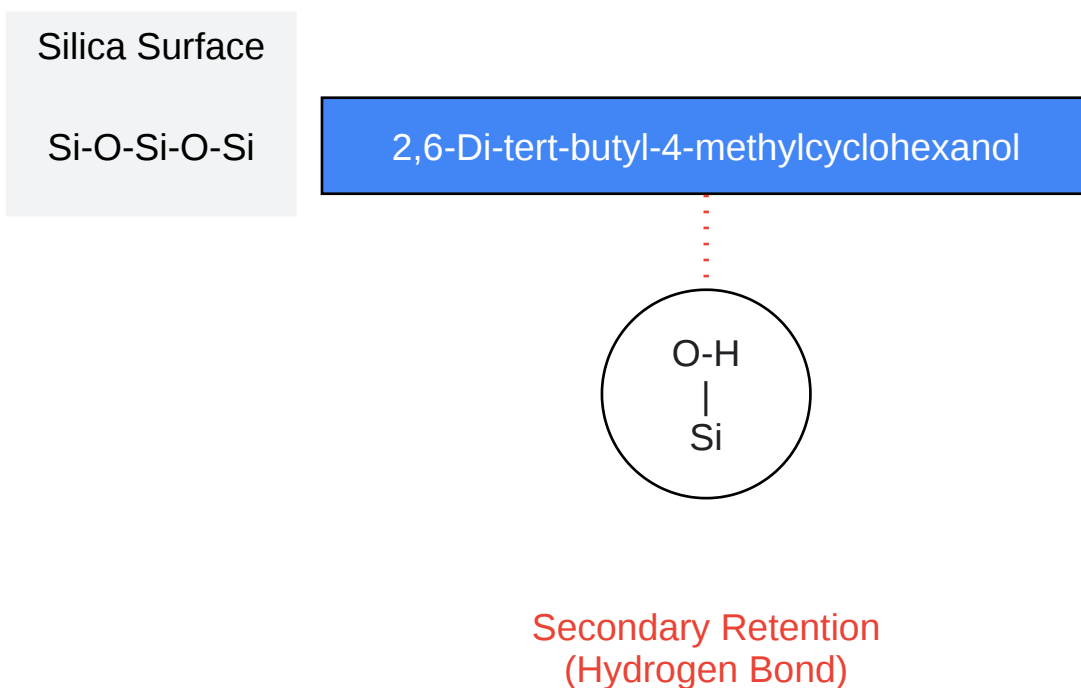 Silica Surface
Si-O-Si-O-Si
2,6-Di-tert-butyl-4-methylcyclohexanol
O-H
|
Si
Secondary Retention
(Hydrogen Bond)